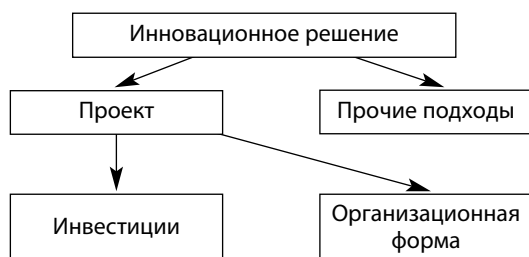 Инновационное решение
Проект
Прочие подходы
Инвестиции
Организационная
форма